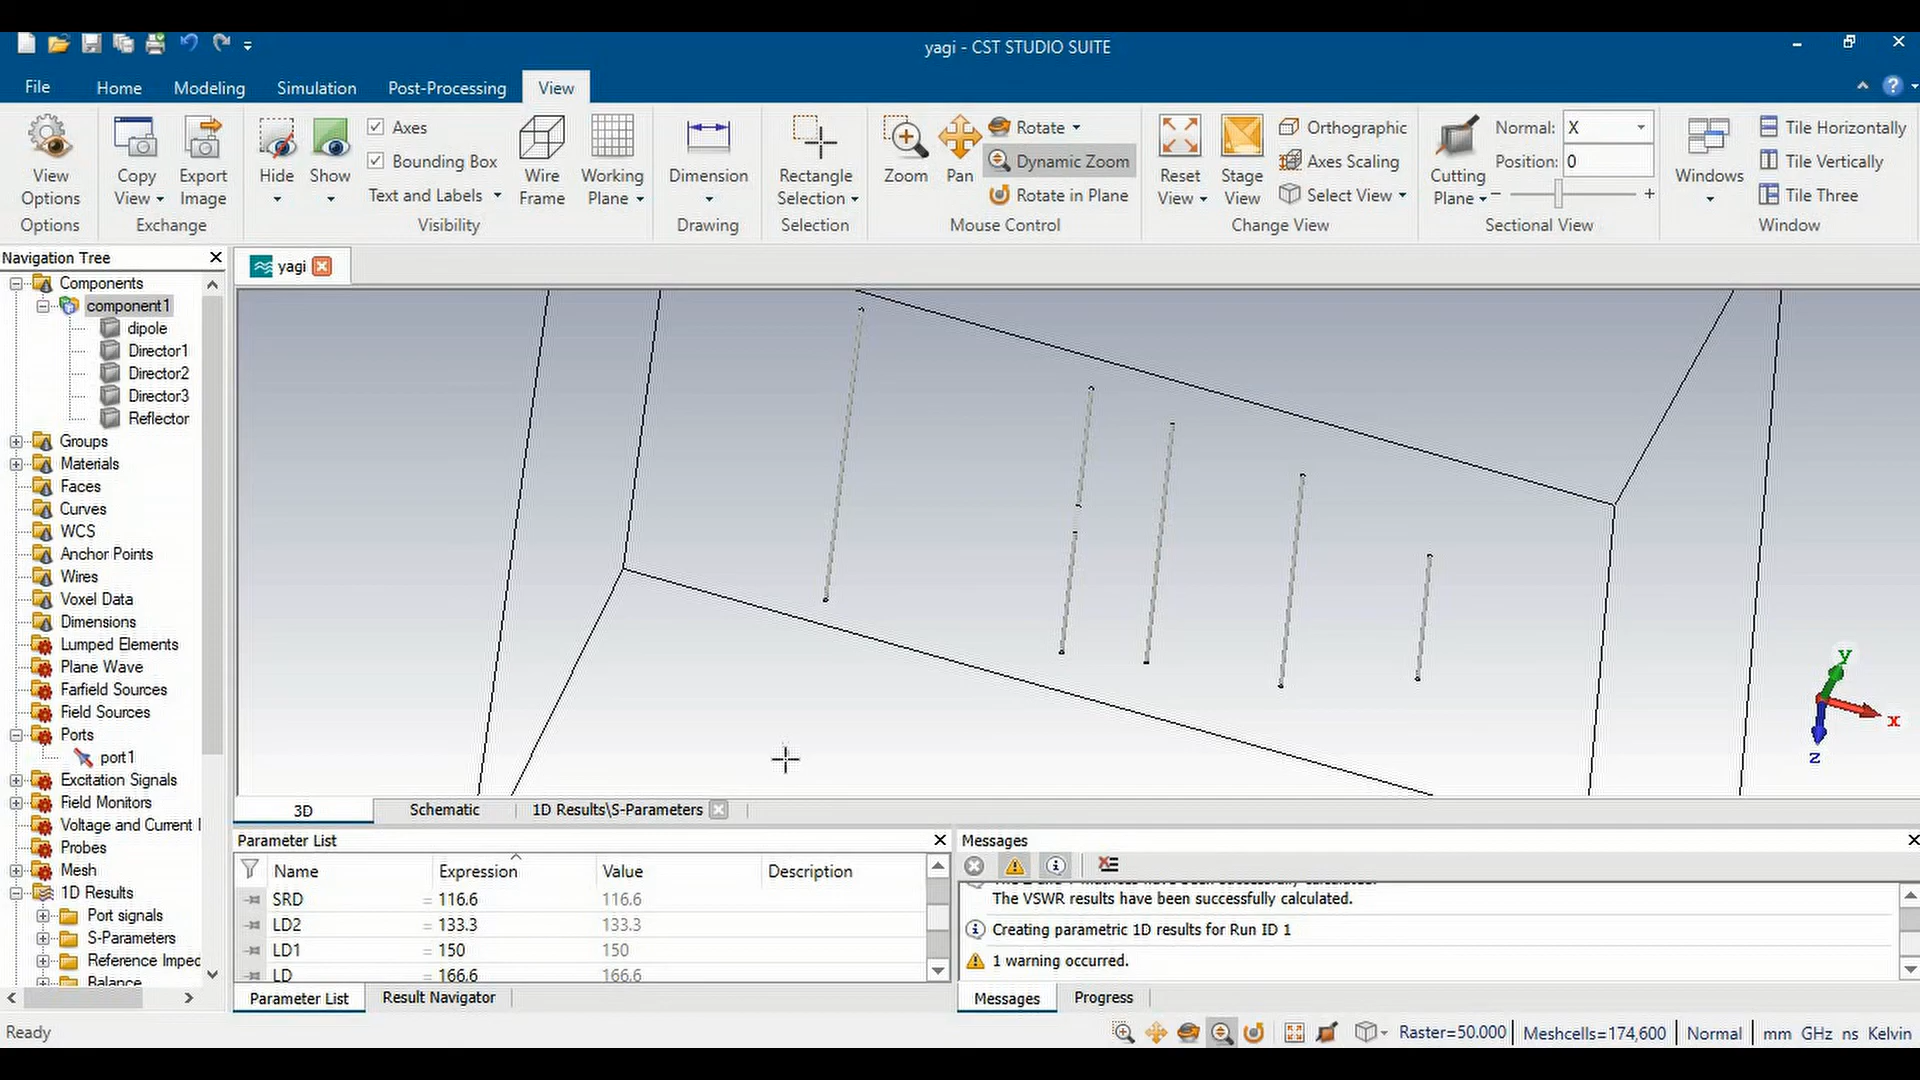 yagi - CST STUDIO SUITE
File Home Modeling Simulation Post-Processing View
View Options
Copy View
Export Image
Hide
Show
Axes
Bounding Box
Text and Labels
Wire Frame
Working Plane
Dimension
Rectangle Selection
Zoom
Pan
Rotate
Dynamic Zoom
Rotate in Plane
Reset View
Stage View
Orthographic
Axes Scaling
Select View
Cutting Plane
Normal: X
Position: 0
Windows
Tile Horizontally
Tile Vertically
Tile Three
Options Exchange Visibility Drawing Selection Mouse Control Change View Sectional View Window
Navigation Tree
Components
component1
dipole
Director1
Director2
Director3
Reflector
Groups
Materials
Faces
Curves
WCS
Anchor Points
Wires
Voxel Data
Dimensions
Lumped Elements
Plane Wave
Farfield Sources
Field Sources
Ports
port1
Excitation Signals
Field Monitors
Voltage and Current
Probes
Mesh
1D Results
Port signals
S-Parameters
Reference Impec
Balance
yagi
y
x
z
3D Schematic 1D Results\S-Parameters
Parameter List
Name Expression Value Description
SRD = 116.6 116.6
LD2 = 133.3 133.3
LD1 = 150 150
LD = 166.6 166.6
Parameter List Result Navigator
Messages
The VSWR results have been successfully calculated.
Creating parametric 1D results for Run ID 1
1 warning occurred.
Messages Progress
Ready
Raster=50.000 Meshcells=174,600 Normal mm GHz ns Kelvin